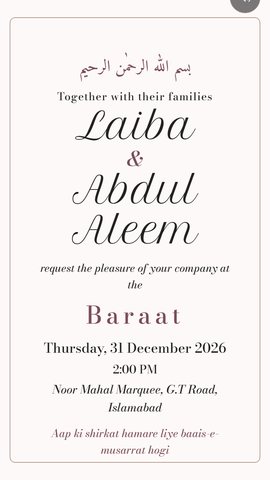 بسم الله الرحمٰن الرحيم
Together with their families
Laiba
&
Abdul
Aleem
request the pleasure of your company at
the
Baraat
Thursday, 31 December 2026
2:00 PM
Noor Mahal Marquee, G.T Road,
Islamabad
Aap ki shirkat hamare liye baais-e-
musarrat hogi